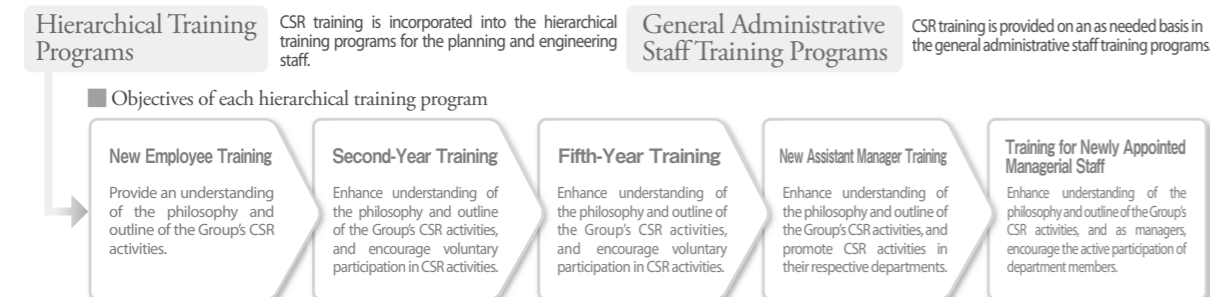 Hierarchical Training
Programs
CSR training is incorporated into the hierarchical
training programs for the planning and engineering
staff.
General Administrative
Staff Training Programs
CSR training is provided on an as needed basis in
the general administrative staff training programs.
Objectives of each hierarchical training program
New Employee Training
Provide an understanding
of the philosophy and
outline of the Group's CSR
activities.
Second-Year Training
Enhance understanding of
the philosophy and outline
of the Group's CSR activities,
and encourage voluntary
participation in CSR activities.
Fifth-Year Training
Enhance understanding of
the philosophy and outline of
the Group's CSR activities,
and encourage voluntary
participation in CSR activities.
New Assistant Manager Training
Enhance understanding of
the philosophy and outline of
the Group's CSR activities, and
promote CSR activities in
their respective departments.
Training for Newly Appointed
Managerial Staff
Enhance understanding of the
philosophy and outline of the Group's
CSR activities, and as managers,
encourage the active participation of
department members.